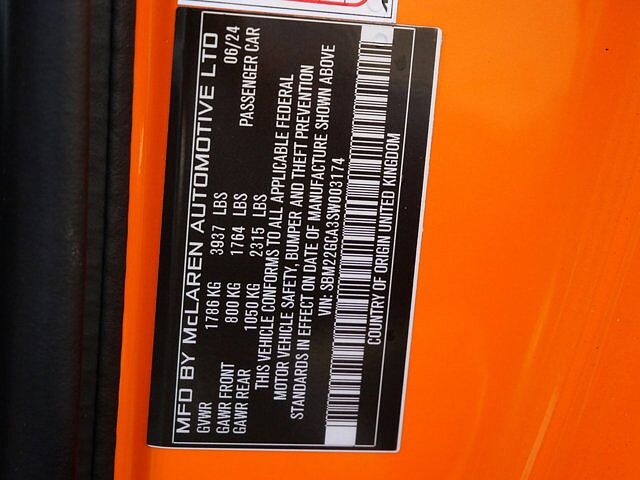 MFD BY McLAREN AUTOMOTIVE LTD
GVWR 1786 KG 3937 LBS 06/24
GAWR FRONT 800 KG 1764 LBS PASSENGER CAR
GAWR REAR 1050 KG 2315 LBS
THIS VEHICLE CONFORMS TO ALL APPLICABLE FEDERAL
MOTOR VEHICLE SAFETY, BUMPER AND THEFT PREVENTION
STANDARDS IN EFFECT ON DATE OF MANUFACTURE SHOWN ABOVE
VIN: SBM22GCA3SW003174
COUNTRY OF ORIGIN UNITED KINGDOM